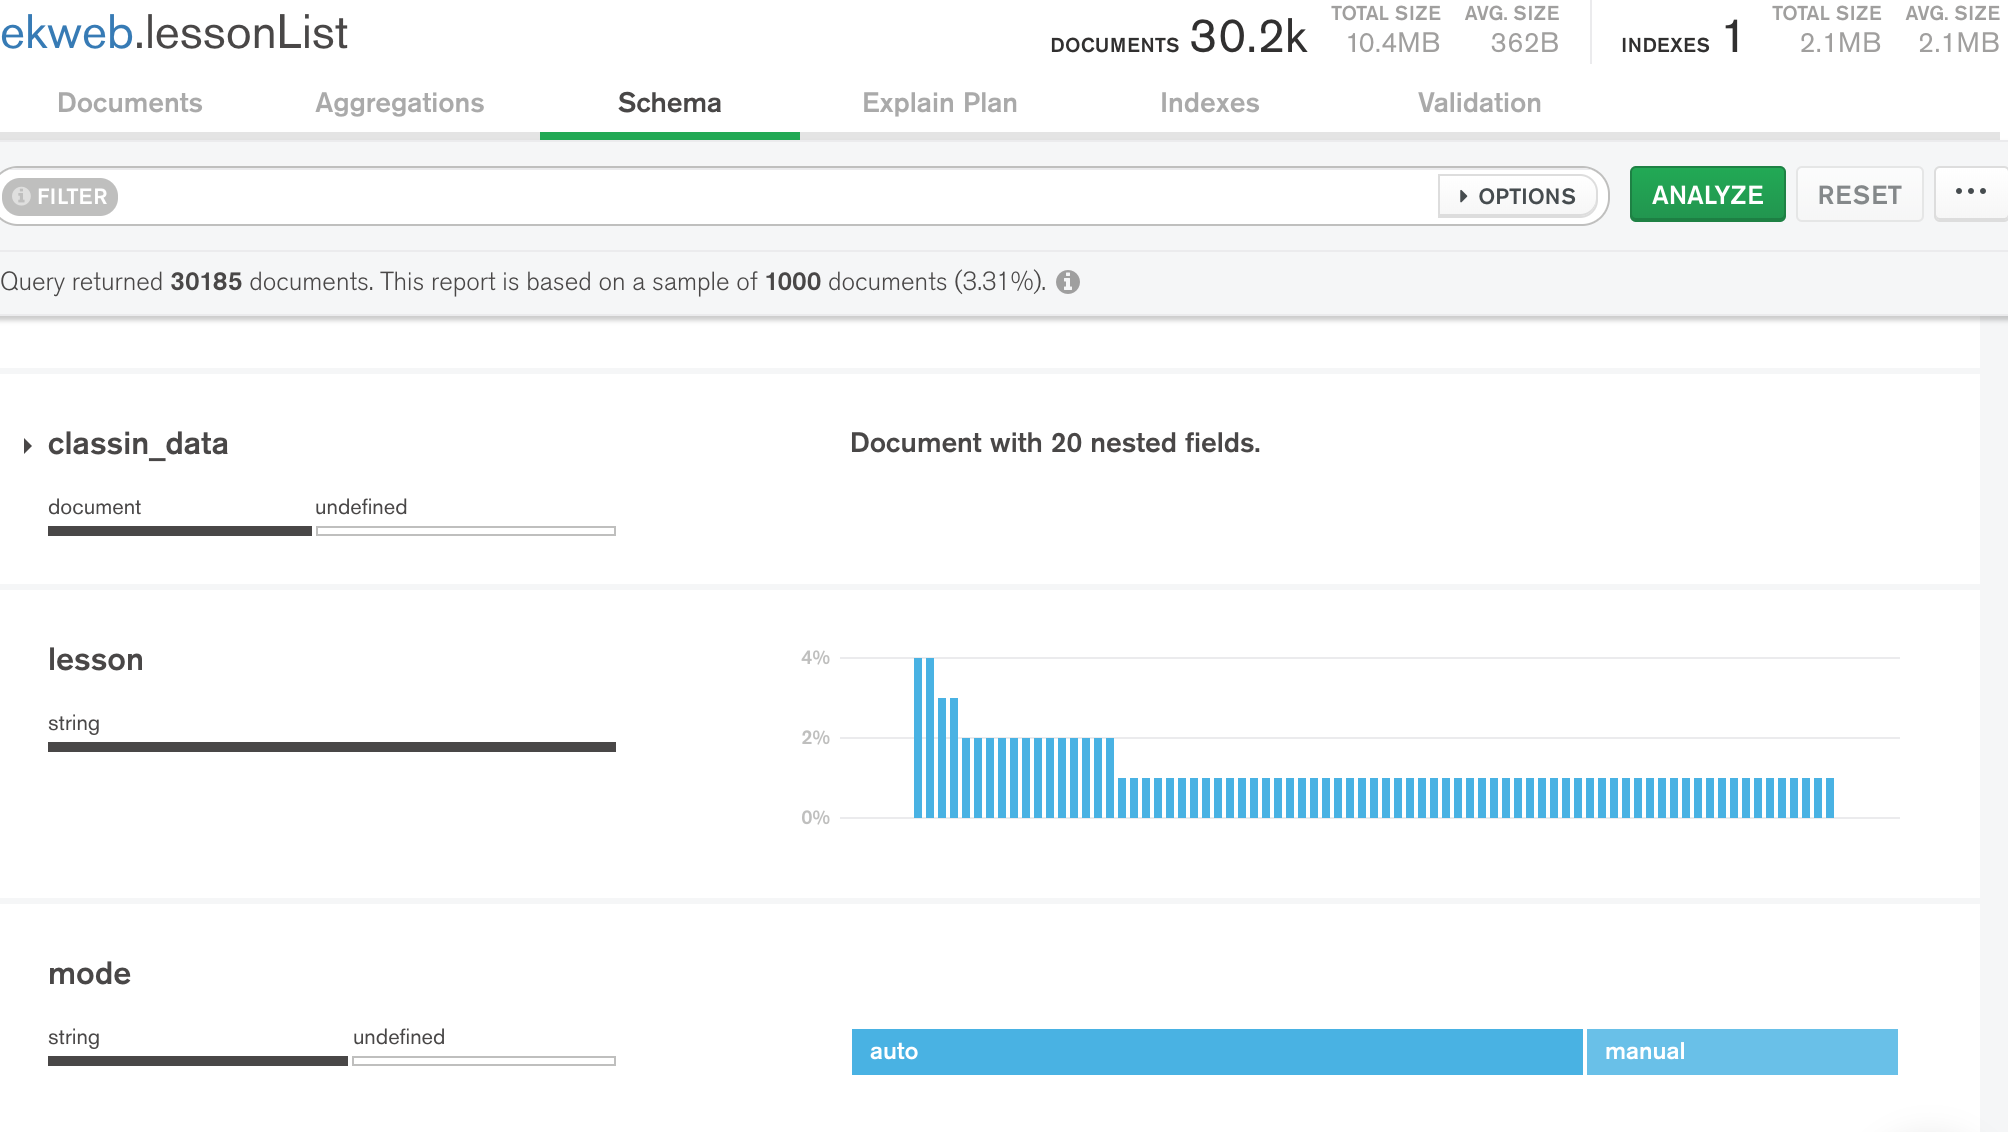 ekweb.lessonList
DOCUMENTS 30.2k TOTAL SIZE 10.4MB AVG. SIZE 362B INDEXES 1 TOTAL SIZE 2.1MB AVG. SIZE 2.1MB
Documents Aggregations Schema Explain Plan Indexes Validation
FILTER OPTIONS ANALYZE RESET ...
Query returned 30185 documents. This report is based on a sample of 1000 documents (3.31%).
classin_data Document with 20 nested fields.
document undefined
lesson
string
4%
2%
0%
mode
string undefined
auto manual